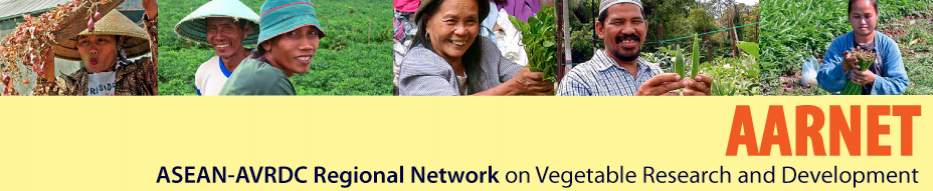 AARNET
ASEAN-AVRDC Regional Network on Vegetable Research and Development